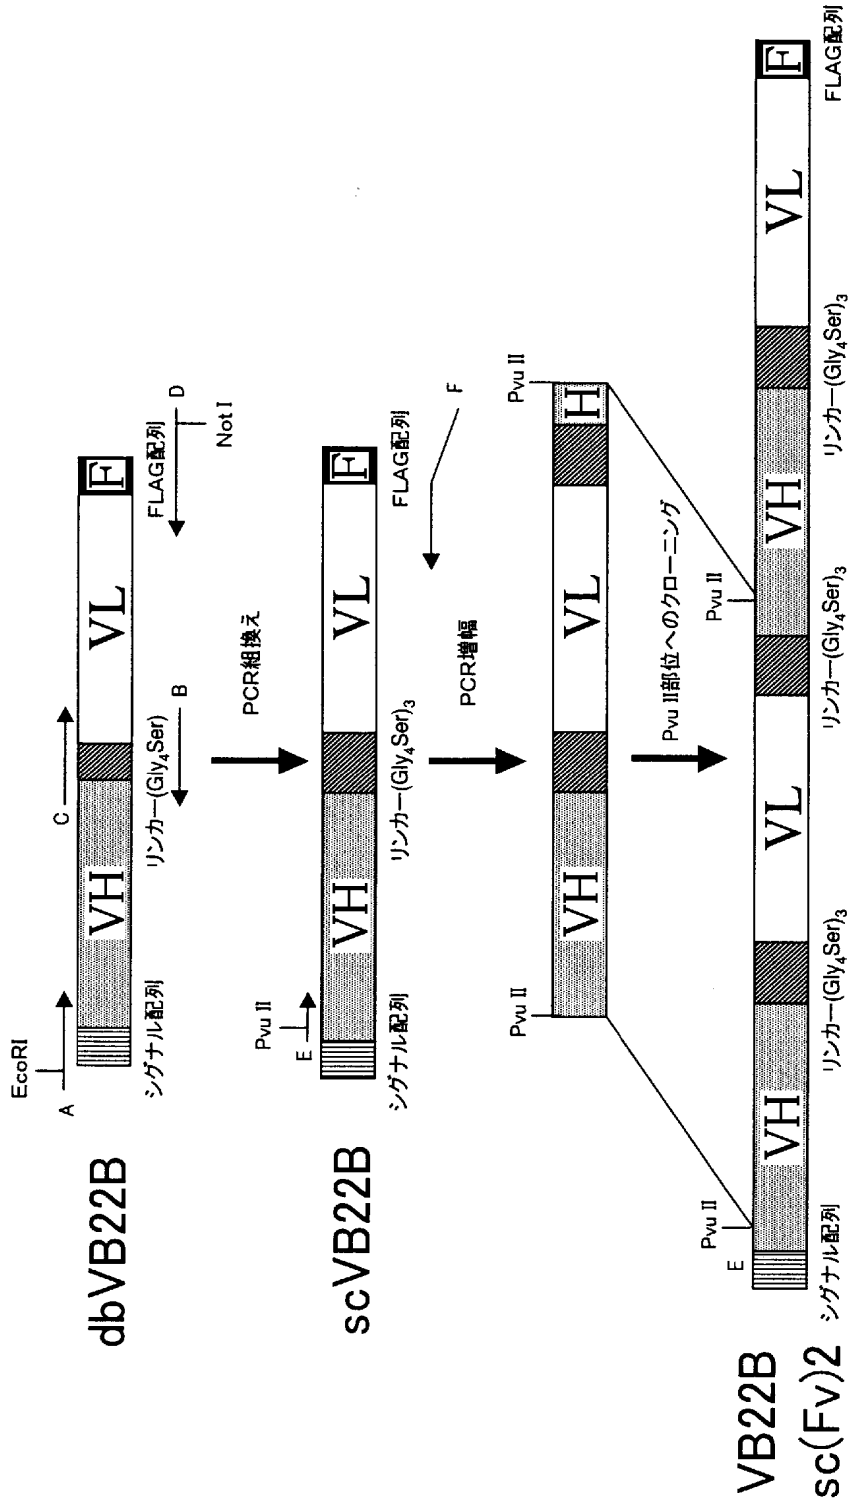 dbVB22B
EcoRI
A
C
VH
VL
F
シグナル配列
リンカー(Gly₄Ser)
B
FLAG配列
D
Not I
PCR組換え
scVB22B
Pvu II
E
VH
VL
F
シグナル配列
リンカー(Gly₄Ser)₃
FLAG配列
F
PCR増幅
Pvu II
VH
VL
H
Pvu II
Pvu II部位へのクローニング
VB22B
sc(Fv)2
E
Pvu II
Pvu II
VH
VL
VH
VL
F
シグナル配列
リンカー(Gly₄Ser)₃
リンカー(Gly₄Ser)₃
リンカー(Gly₄Ser)₃
FLAG配列